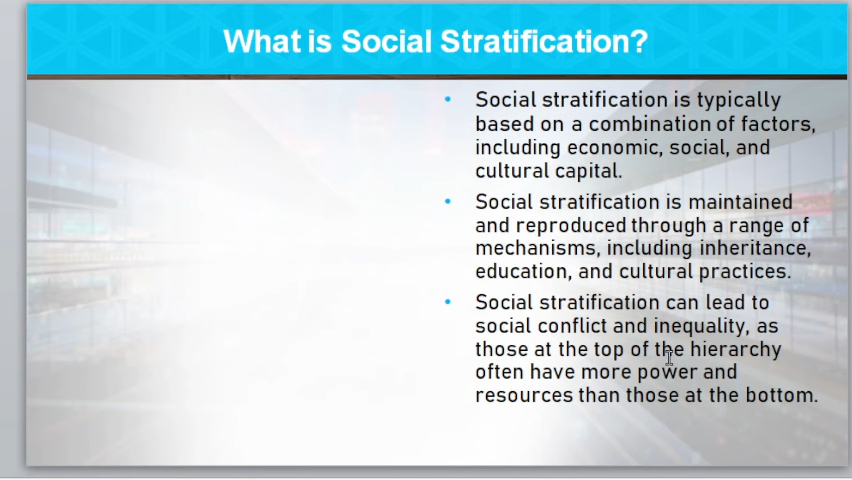 What is Social Stratification?
• Social stratification is typically
based on a combination of factors,
including economic, social, and
cultural capital.
• Social stratification is maintained
and reproduced through a range of
mechanisms, including inheritance,
education, and cultural practices.
• Social stratification can lead to
social conflict and inequality, as
those at the top of the hierarchy
often have more power and
resources than those at the bottom.